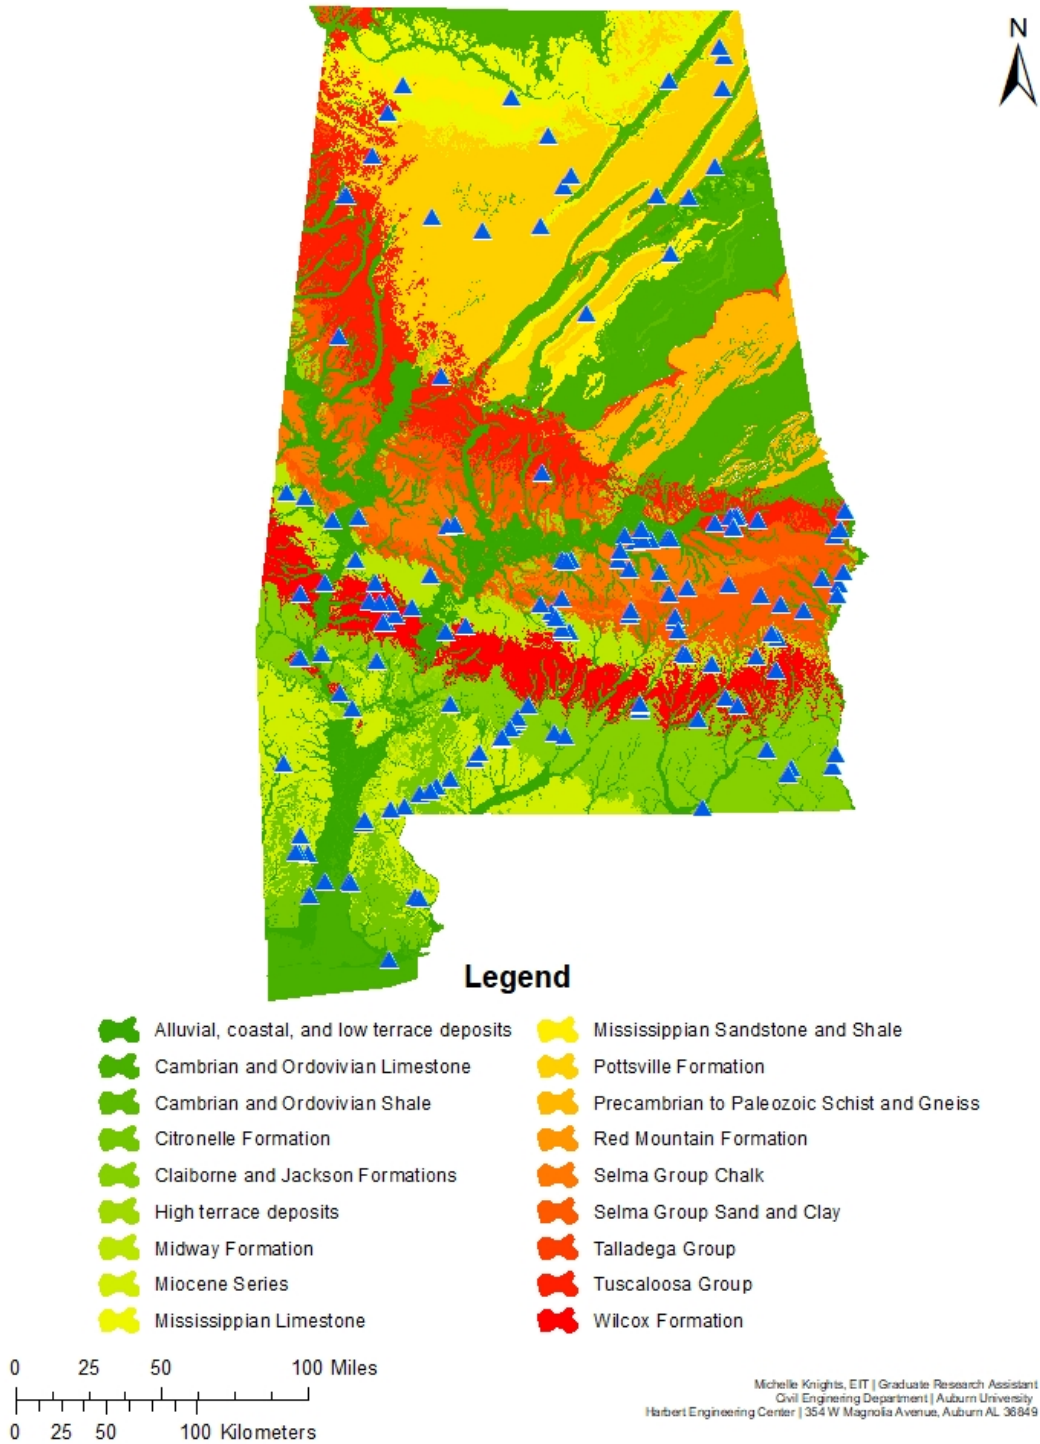 N
Legend
Alluvial, coastal, and low terrace deposits
Cambrian and Ordovivian Limestone
Cambrian and Ordovivian Shale
Citronelle Formation
Claiborne and Jackson Formations
High terrace deposits
Midway Formation
Miocene Series
Mississippian Limestone
Mississippian Sandstone and Shale
Pottsville Formation
Precambrian to Paleozoic Schist and Gneiss
Red Mountain Formation
Selma Group Chalk
Selma Group Sand and Clay
Talladega Group
Tuscaloosa Group
Wilcox Formation
0 25 50 100 Miles
0 25 50 100 Kilometers
Michelle Knights, EIT | Graduate Research Assistant
Civil Enginering Department | Auburn University
Harbert Engineering Center | 354 W Magnolia Avenue, Auburn AL 36849